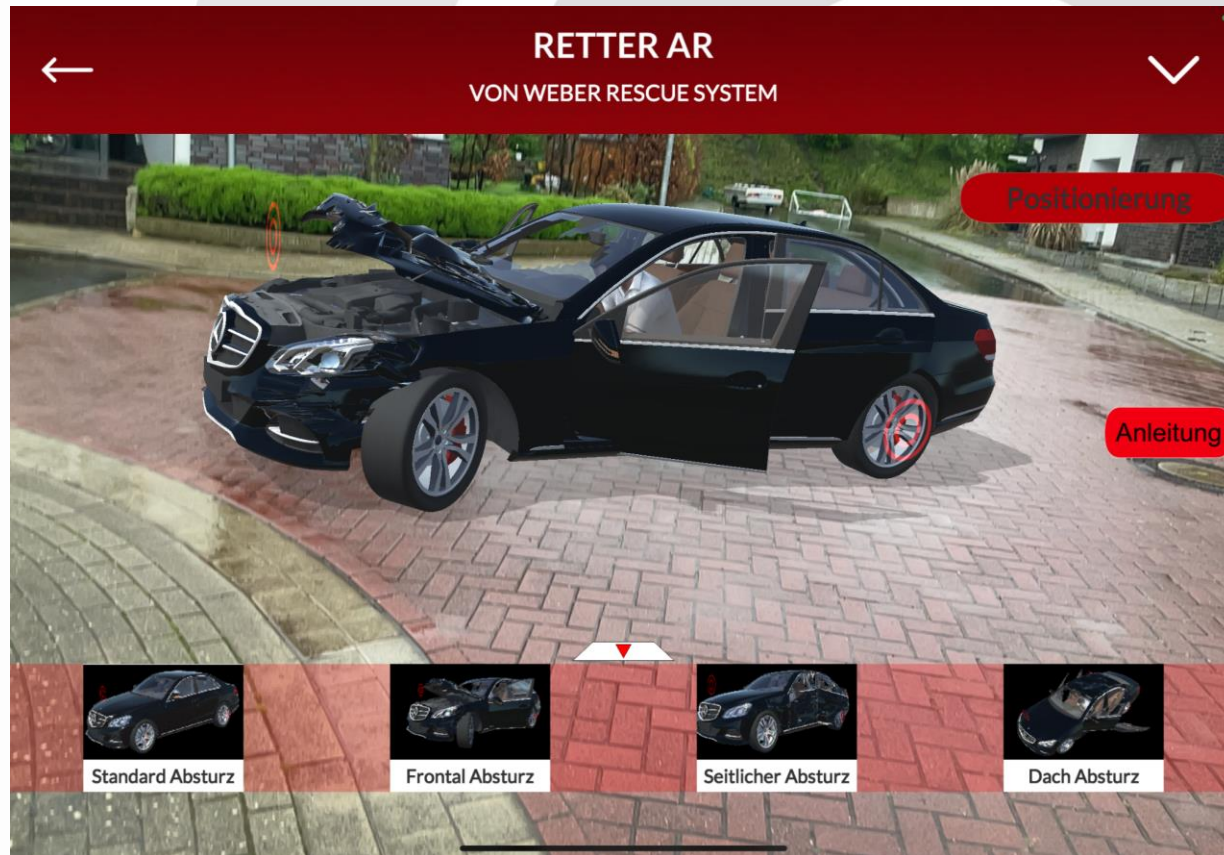 RETTER AR
VON WEBER RESCUE SYSTEM
Positionierung
Anleitung
Standard Absturz
Frontal Absturz
Seitlicher Absturz
Dach Absturz